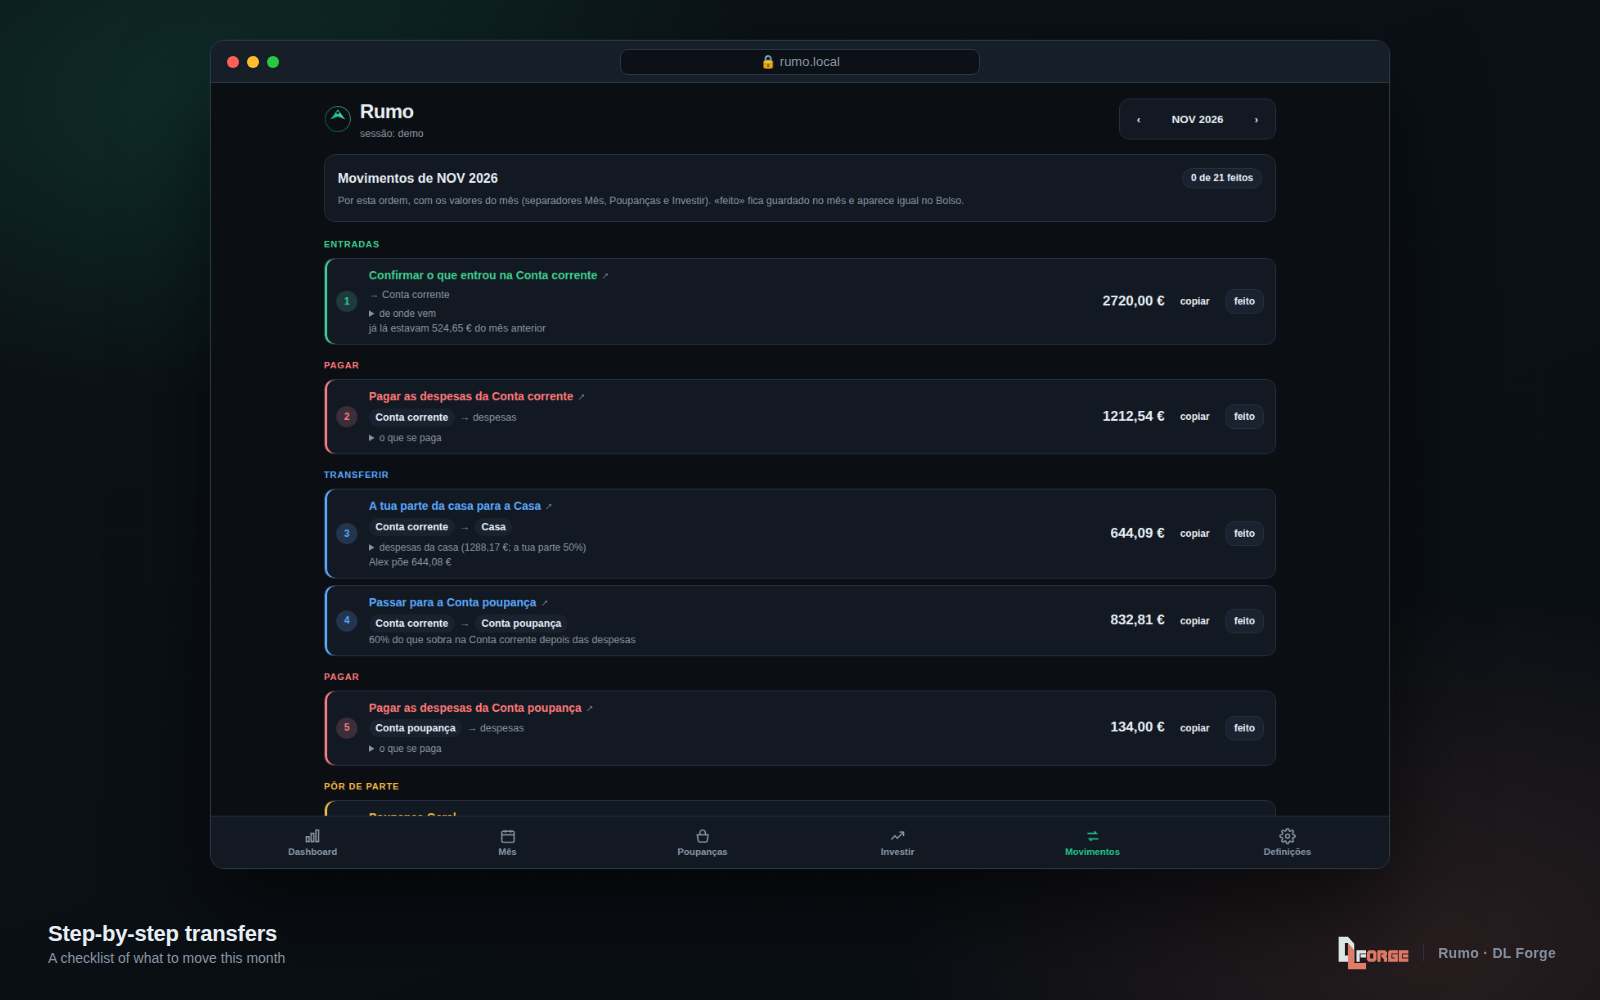 🔒 rumo.local
Rumo
sessão: demo
‹ NOV 2026 ›
Movimentos de NOV 2026
0 de 21 feitos
Por esta ordem, com os valores do mês (separadores Mês, Poupanças e Investir). «feito» fica guardado no mês e aparece igual no Bolso.
ENTRADAS
1
Confirmar o que entrou na Conta corrente ↗
→ Conta corrente
▶ de onde vem
já lá estavam 524,65 € do mês anterior
2720,00 € copiar feito
PAGAR
2
Pagar as despesas da Conta corrente ↗
Conta corrente → despesas
▶ o que se paga
1212,54 € copiar feito
TRANSFERIR
3
A tua parte da casa para a Casa ↗
Conta corrente → Casa
▶ despesas da casa (1288,17 €; a tua parte 50%)
Alex põe 644,08 €
644,09 € copiar feito
4
Passar para a Conta poupança ↗
Conta corrente → Conta poupança
60% do que sobra na Conta corrente depois das despesas
832,81 € copiar feito
PAGAR
5
Pagar as despesas da Conta poupança ↗
Conta poupança → despesas
▶ o que se paga
134,00 € copiar feito
PÔR DE PARTE
Dashboard Mês Poupanças Investir Movimentos Definições
Step-by-step transfers
A checklist of what to move this month
DL FORGE
Rumo · DL Forge